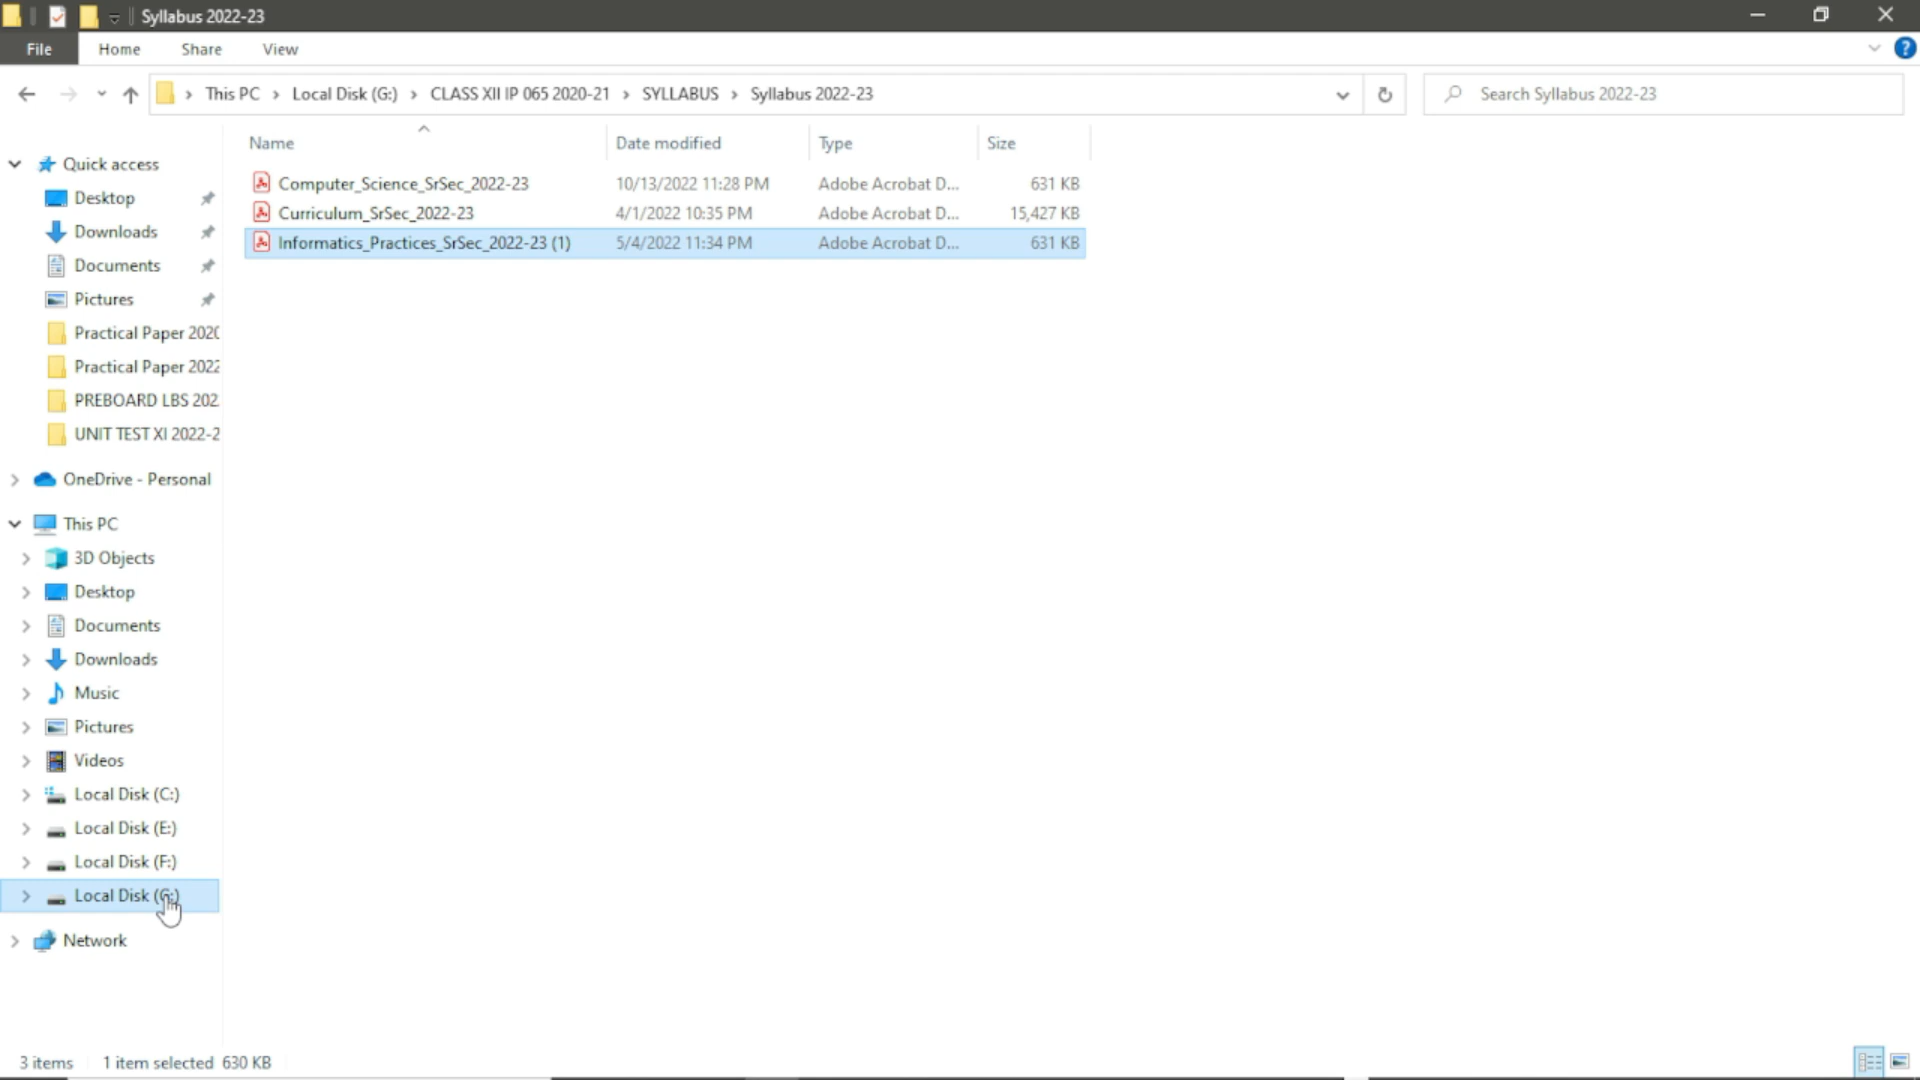 Syllabus 2022-23
File Home Share View
This PC Local Disk (G:) CLASS XII IP 065 2020-21 SYLLABUS Syllabus 2022-23
Search Syllabus 2022-23
Name Date modified Type Size
Computer_Science_SrSec_2022-23 10/13/2022 11:28 PM Adobe Acrobat D... 631 KB
Curriculum_SrSec_2022-23 4/1/2022 10:35 PM Adobe Acrobat D... 15,427 KB
Informatics_Practices_SrSec_2022-23 (1) 5/4/2022 11:34 PM Adobe Acrobat D... 631 KB
Quick access
Desktop
Downloads
Documents
Pictures
Practical Paper 2020
Practical Paper 2022
PREBOARD LBS 202
UNIT TEST XI 2022-2
OneDrive - Personal
This PC
3D Objects
Desktop
Documents
Downloads
Music
Pictures
Videos
Local Disk (C:)
Local Disk (E:)
Local Disk (F:)
Local Disk (G:)
Network
3 items 1 item selected 630 KB